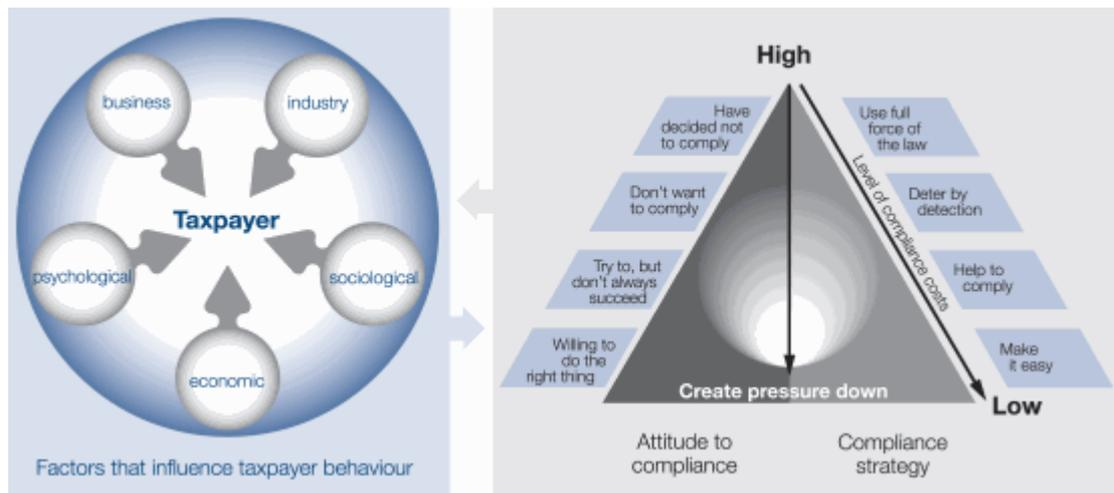 business
industry
Taxpayer
psychological
sociological
economic
Factors that influence taxpayer behaviour
High
Have
decided not
to comply
Don't want
to comply
Try to, but
don't always
succeed
Willing to
do the
right thing
Use full
force of
the law
Deter by
detection
Help to
comply
Make
it easy
Level of compliance costs
Low
Create pressure down
Attitude to
compliance
Compliance
strategy